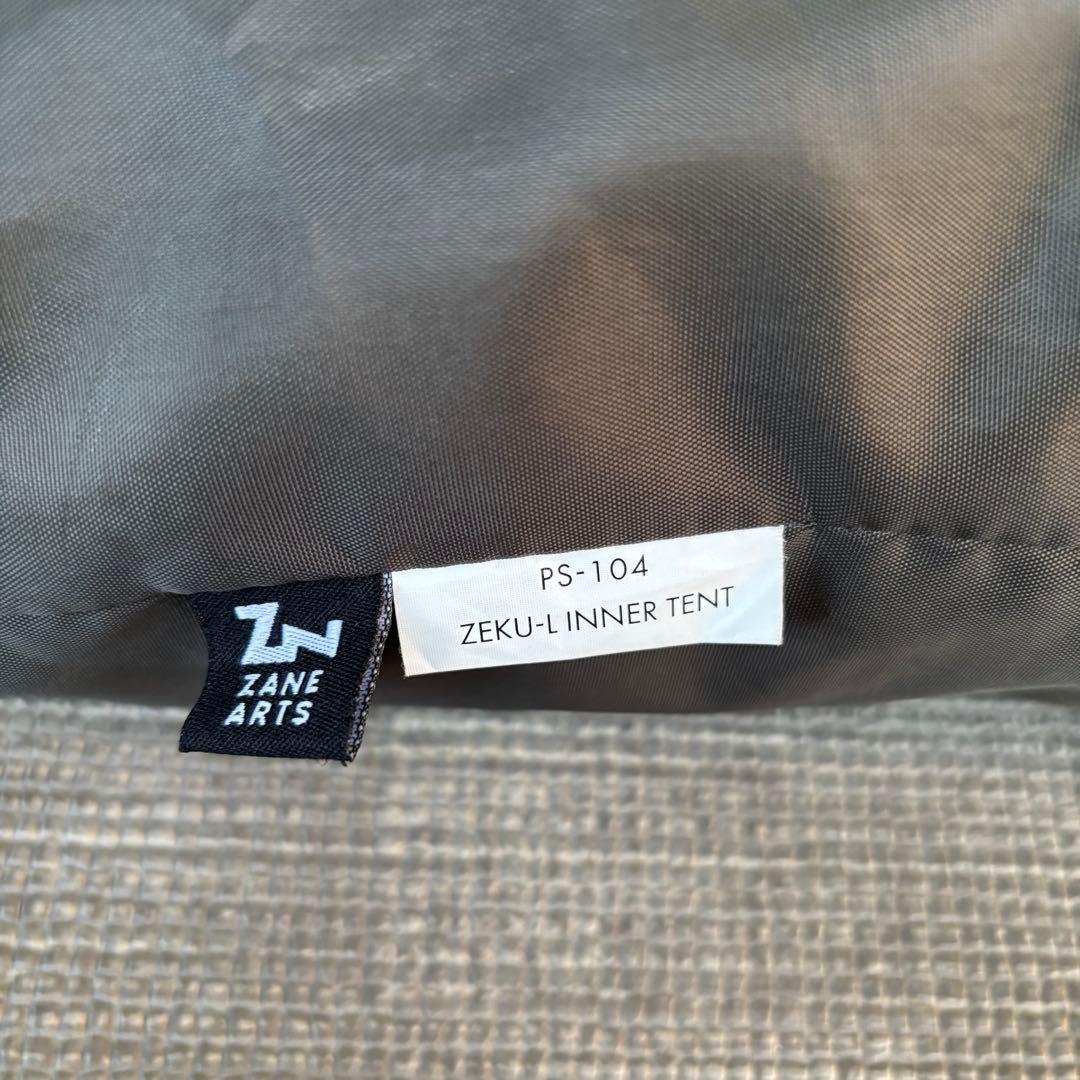 ZN
ZANE
ARTS
PS-104
ZEKU-L INNER TENT